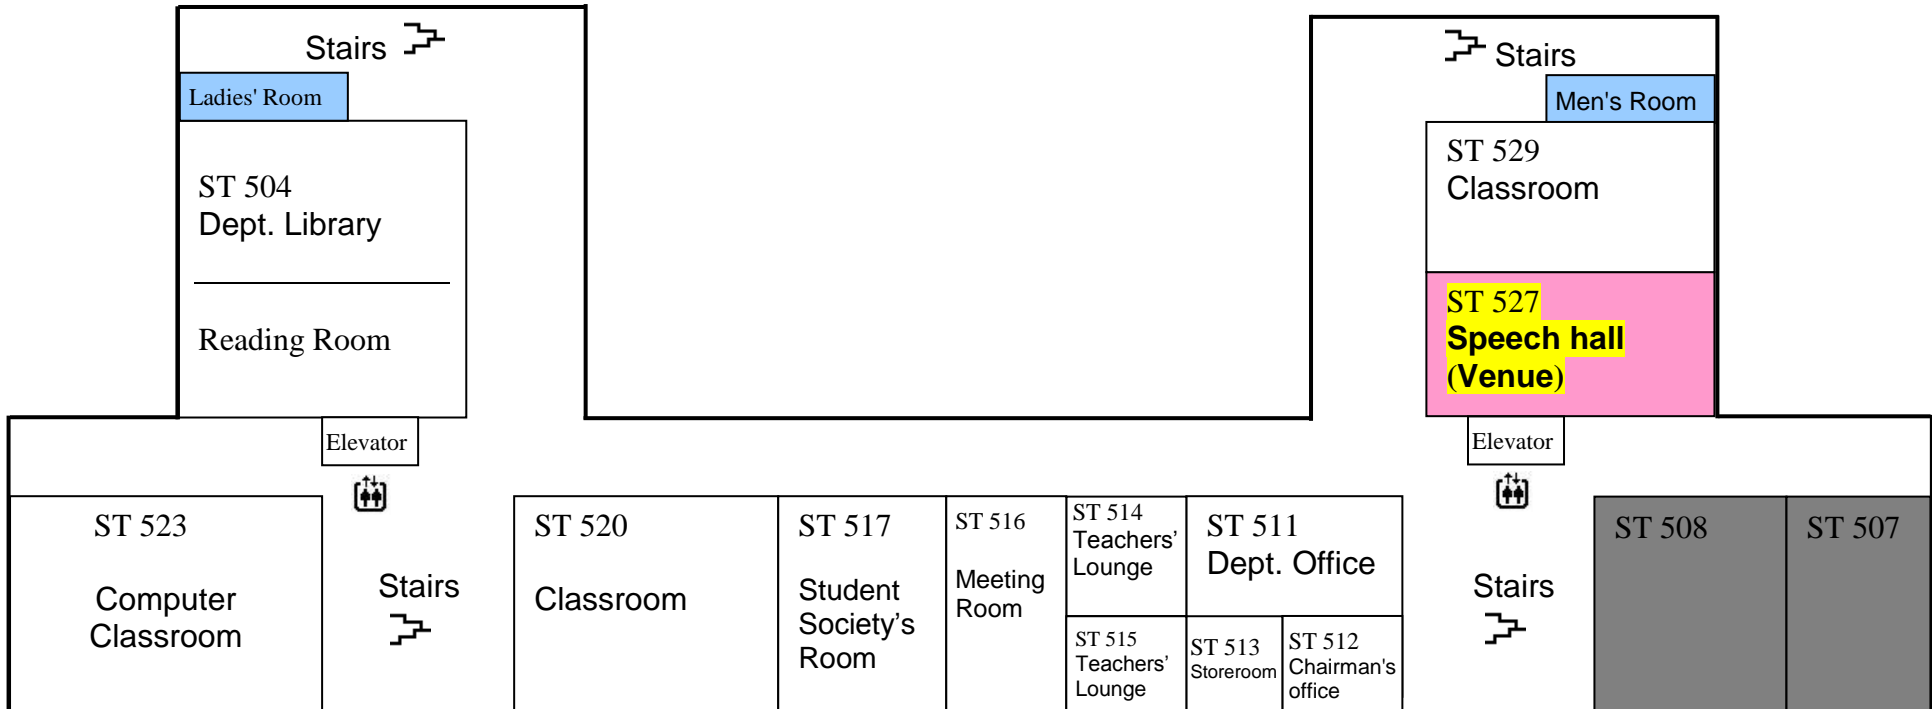 Stairs
Stairs
Ladies' Room
Men's Room
ST 504
Dept. Library
Reading Room
ST 529
Classroom
ST 527
Speech hall
(Venue)
Elevator
Elevator
ST 523
Computer
Classroom
Stairs
ST 520
Classroom
ST 517
Student
Society’s
Room
ST 516
Meeting
Room
ST 514
Teachers’
Lounge
ST 515
Teachers’
Lounge
ST 511
Dept. Office
ST 513
Storeroom
ST 512
Chairman's
office
Stairs
ST 508
ST 507